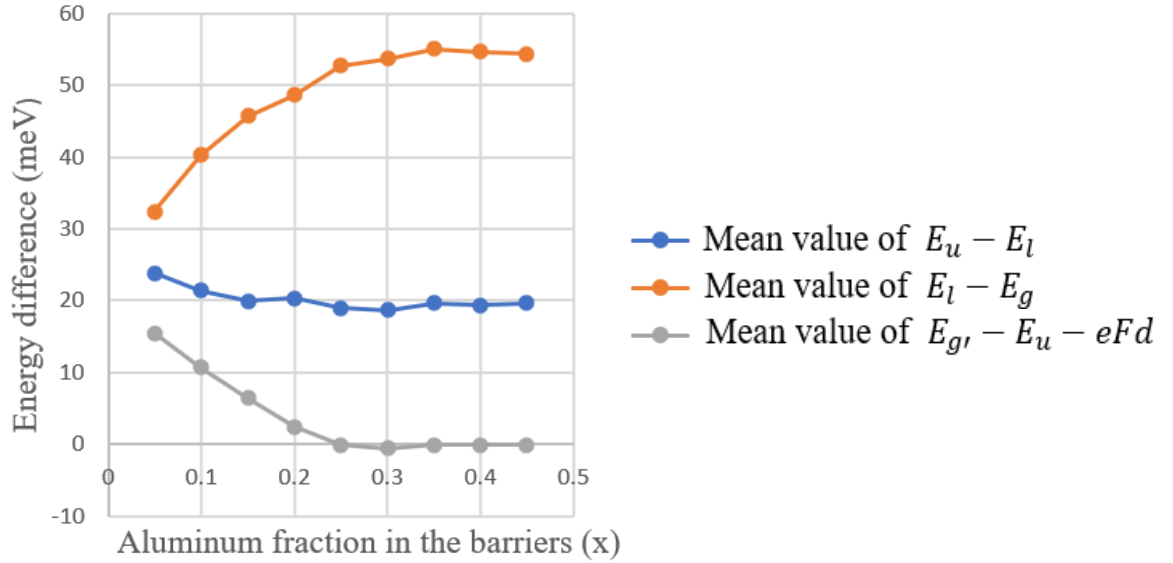 60
50
40
30
20
10
0
-10
0
0.1
0.2
0.3
0.4
0.5
Energy difference (meV)
Aluminum fraction in the barriers (x)
Mean value of E_u − E_l
Mean value of E_l − E_g
Mean value of E_g′ − E_u − eFd